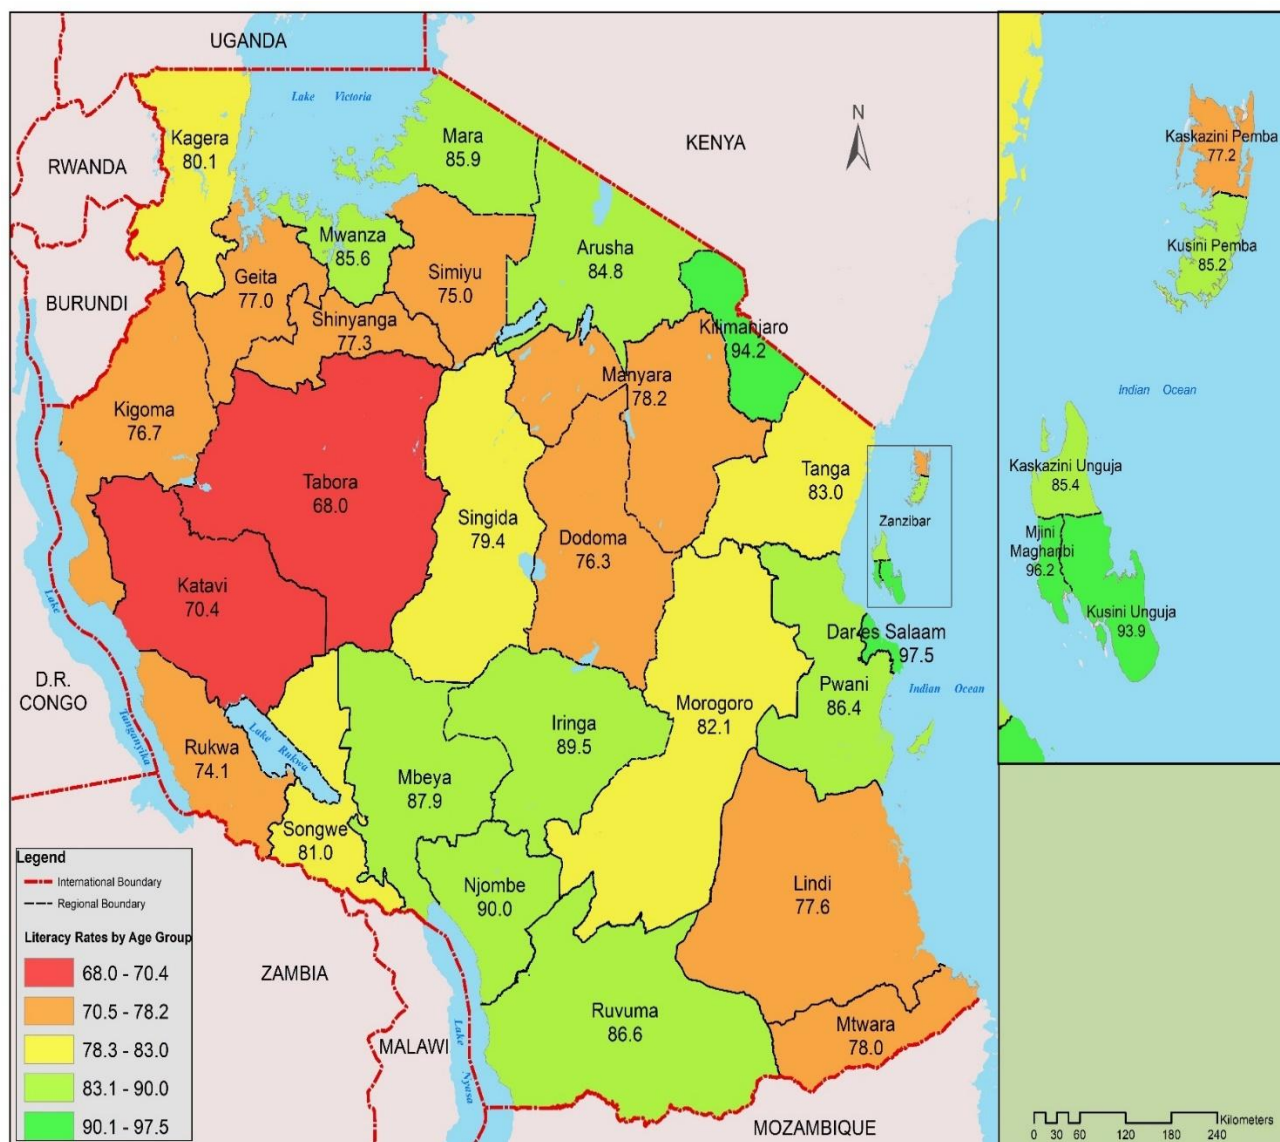 UGANDA
Lake Victoria
Kagera
80.1
Mara
85.9
KENYA
N
RWANDA
Mwanza
85.6
Simiyu
75.0
Arusha
84.8
Geita
77.0
BURUNDI
Shinyanga
77.3
Kilimanjaro
94.2
Manyara
78.2
Kigoma
76.7
Tabora
68.0
Singida
79.4
Dodoma
76.3
Tanga
83.0
Zanzibar
Katavi
70.4
Lake Tanganyika
D.R.
CONGO
Dar es Salaam
97.5
Pwani
86.4
Indian Ocean
Morogoro
82.1
Iringa
89.5
Rukwa
74.1
Lake Rukwa
Mbeya
87.9
Songwe
81.0
Njombe
90.0
Lindi
77.6
Ruvuma
86.6
Mtwara
78.0
ZAMBIA
MALAWI
Lake Nyasa
MOZAMBIQUE
Legend
International Boundary
Regional Boundary
Literacy Rates by Age Group
68.0 - 70.4
70.5 - 78.2
78.3 - 83.0
83.1 - 90.0
90.1 - 97.5
Kaskazini Pemba
77.2
Kusini Pemba
85.2
Indian Ocean
Kaskazini Unguja
85.4
Mjini
Magharibi
96.2
Kusini Unguja
93.9
Kilometers
0 30 60 120 180 240